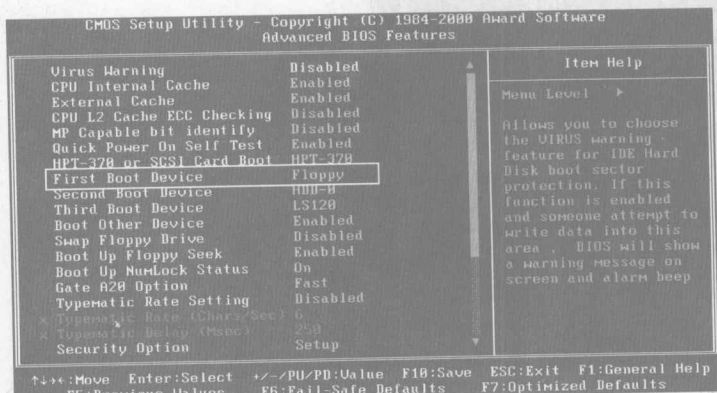 CMOS Setup Utility - Copyright (C) 1984-2000 Award Software
Advanced BIOS Features
Virus Warning Disabled
CPU Internal Cache Enabled
External Cache Enabled
CPU L2 Cache ECC Checking Disabled
MP Capable bit identify Disabled
Quick Power On Self Test Enabled
HPT-370 or SCSI Card Boot HPT-370
First Boot Device Floppy
Second Boot Device HDD-0
Third Boot Device LS120
Boot Other Device Enabled
Swap Floppy Drive Disabled
Boot Up Floppy Seek Enabled
Boot Up NumLock Status On
Gate A20 Option Fast
Typematic Rate Setting Disabled
x Typematic Rate (Chars/Sec) 6
x Typematic Delay (Msec) 250
Security Option Setup
Item Help
Menu Level
Allows you to choose
the VIRUS warning
feature for IDE Hard
Disk boot sector
protection. If this
function is enabled
and someone attempt to
write data into this
area , BIOS will show
a warning message on
screen and alarm beep
↑↓→←:Move Enter:Select +/-/PU/PD:Value F10:Save ESC:Exit F1:General Help
F5:Previous Values F6:Fail-Safe Defaults F7:Optimized Defaults